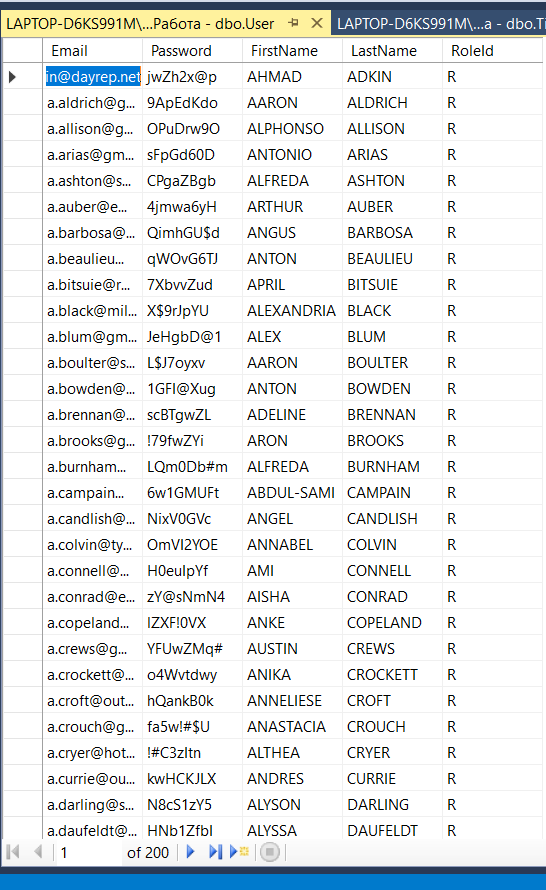 LAPTOP-D6KS991M\...Работа - dbo.User LAPTOP-D6KS991M\...a - dbo.Ti
Email Password FirstName LastName RoleId
in@dayrep.net jwZh2x@p AHMAD ADKIN R
a.aldrich@g... 9ApEdKdo AARON ALDRICH R
a.allison@g... OPuDrw9O ALPHONSO ALLISON R
a.arias@gm... sFpGd60D ANTONIO ARIAS R
a.ashton@s... CPgaZBgb ALFREDA ASHTON R
a.auber@e... 4jmwa6yH ARTHUR AUBER R
a.barbosa@... QimhGU$d ANGUS BARBOSA R
a.beaulieu... qWOvG6TJ ANTON BEAULIEU R
a.bitsuie@r... 7XbvvZud APRIL BITSUIE R
a.black@mil... X$9rJpYU ALEXANDRIA BLACK R
a.blum@gm... JeHgbD@1 ALEX BLUM R
a.boulter@s... L$J7oyxv AARON BOULTER R
a.bowden@... 1GFI@Xug ANTON BOWDEN R
a.brennan@... scBTgwZL ADELINE BRENNAN R
a.brooks@g... !79fwZYi ARON BROOKS R
a.burnham... LQm0Db#m ALFREDA BURNHAM R
a.campain... 6w1GMUFt ABDUL-SAMI CAMPAIN R
a.candlish@... NixV0GVc ANGEL CANDLISH R
a.colvin@ty... OmVI2YOE ANNABEL COLVIN R
a.connell@... H0eulpYf AMI CONNELL R
a.conrad@e... zY@sNmN4 AISHA CONRAD R
a.copeland... IZXF!0VX ANKE COPELAND R
a.crews@g... YFUwZMq# AUSTIN CREWS R
a.crockett@... o4Wvtdwy ANIKA CROCKETT R
a.croft@out... hQankB0k ANNELIESE CROFT R
a.crouch@g... fa5w!#$U ANASTACIA CROUCH R
a.cryer@hot... !#C3zItn ALTHEA CRYER R
a.currie@ou... kwHCKJLX ANDRES CURRIE R
a.darling@s... N8cS1zY5 ALYSON DARLING R
a.daufeldt@... HNb1ZfbI ALYSSA DAUFELDT R
1 of 200